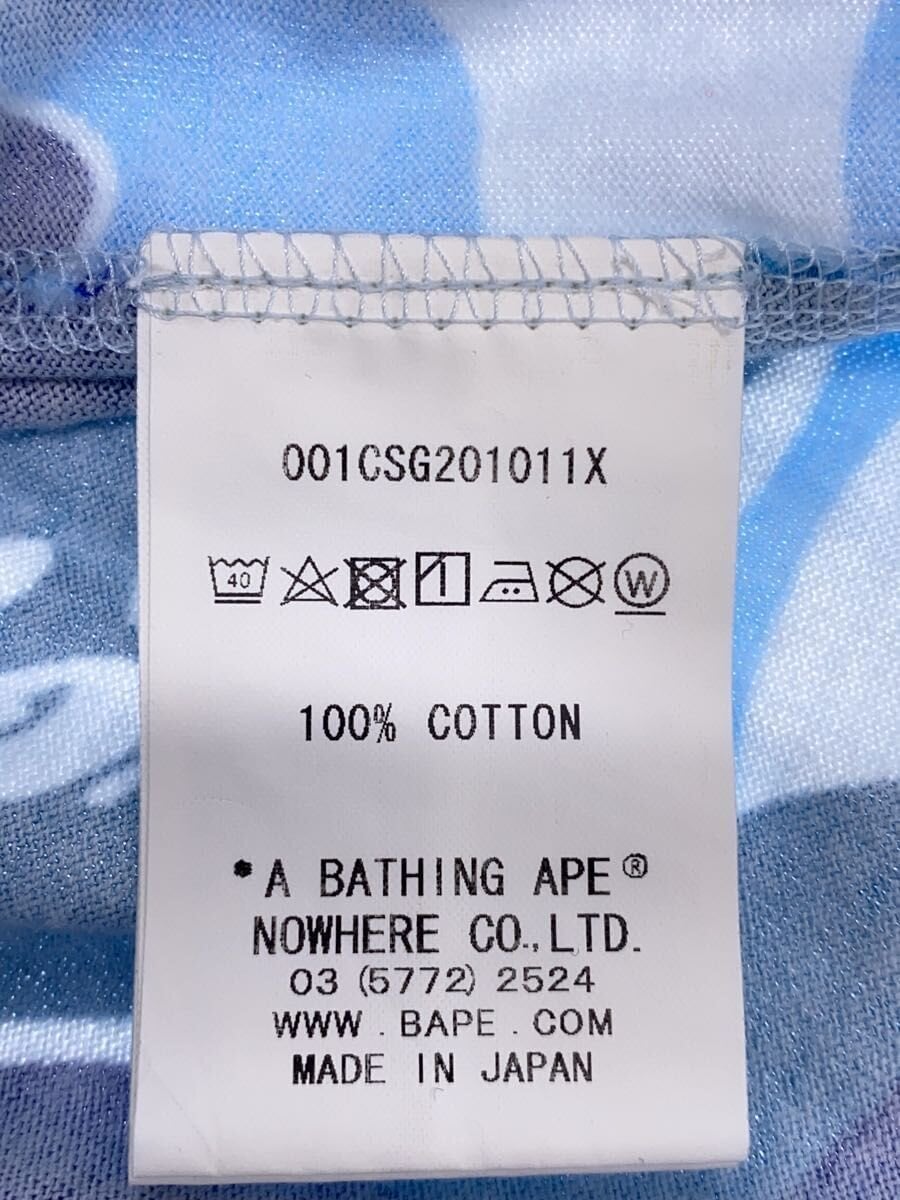 001CSG201011X
40 W
100% COTTON
*A BATHING APE®
NOWHERE CO.,LTD.
03 (5772) 2524
WWW.BAPE.COM
MADE IN JAPAN